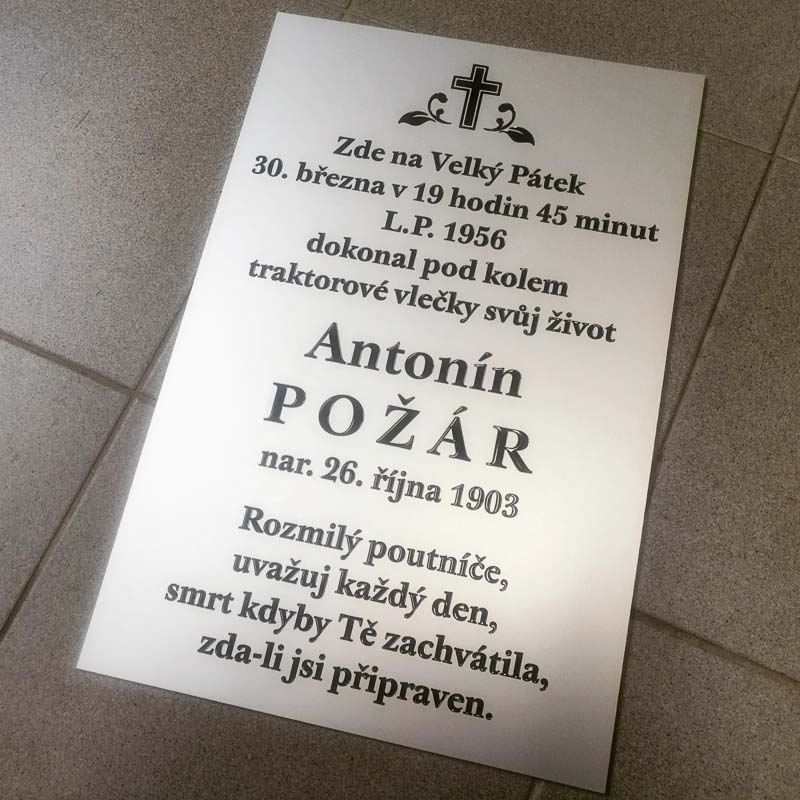 Zde na Velký Pátek
30. března v 19 hodin 45 minut
L.P. 1956
dokonal pod kolem
traktorové vlečky svůj život
Antonín
POŽÁR
nar. 26. října 1903
Rozmilý poutníče,
uvažuj každý den,
smrt kdyby Tě zachvátila,
zda-li jsi připraven.